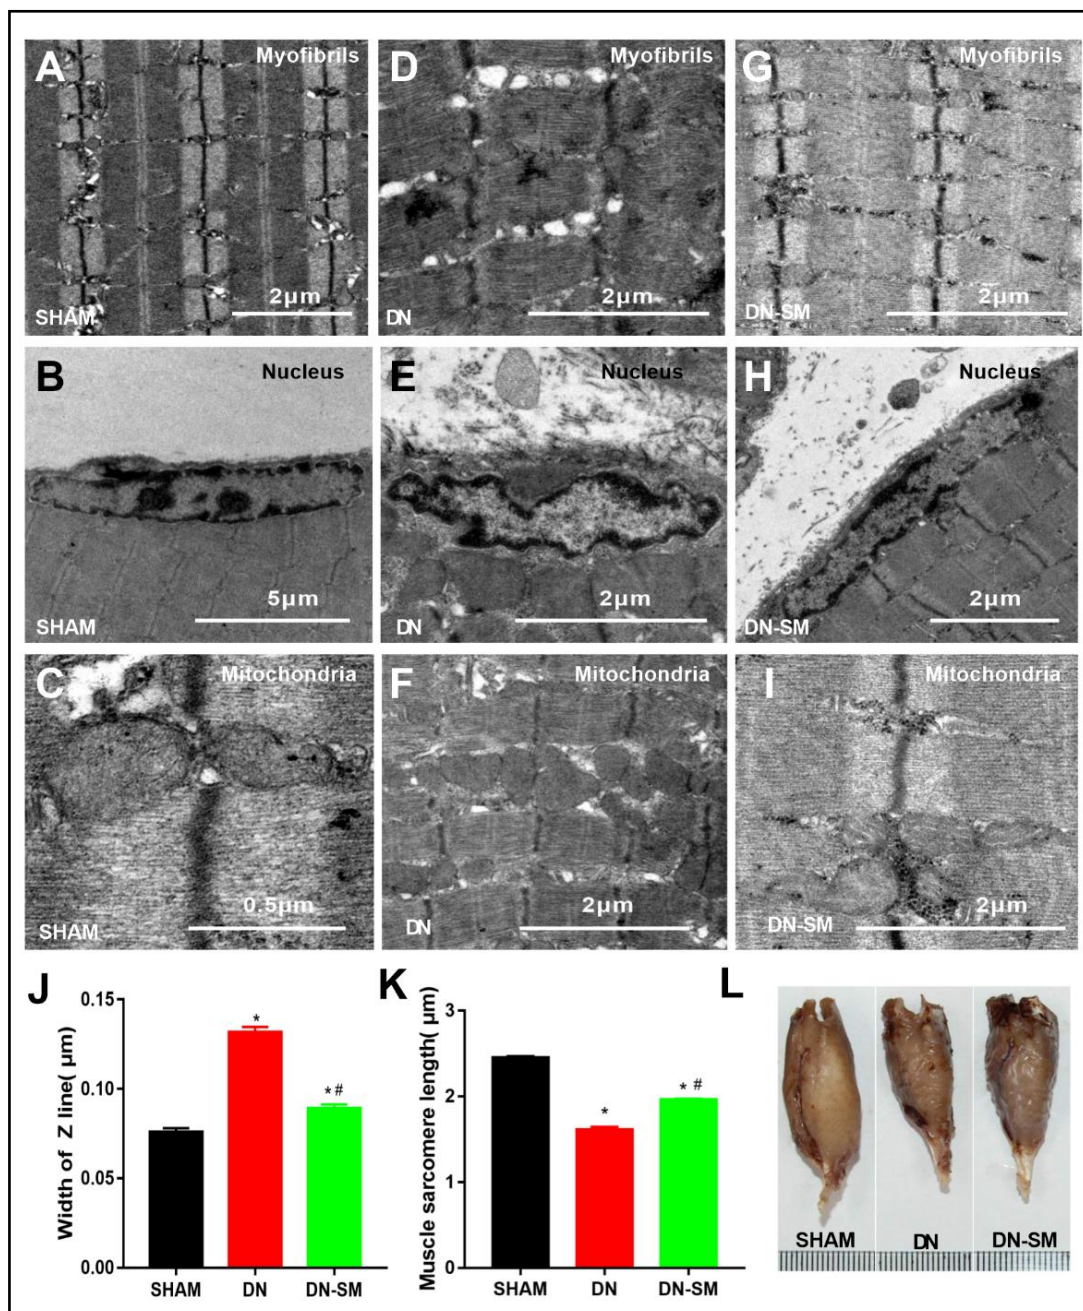 A Myofibrils
2μm
SHAM
D Myofibrils
2μm
DN
G Myofibrils
2μm
DN-SM
B Nucleus
5μm
SHAM
E Nucleus
2μm
DN
H Nucleus
2μm
DN-SM
C Mitochondria
0.5μm
SHAM
F Mitochondria
2μm
DN
I Mitochondria
2μm
DN-SM
J
Width of Z line( μm)
0.15
0.10
0.05
0.00
*
* #
SHAM DN DN-SM
K
Muscle sarcomere length( μm)
3
2
1
0
*
* #
SHAM DN DN-SM
L
SHAM DN DN-SM